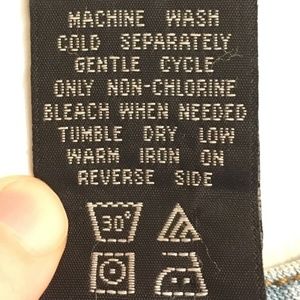 MACHINE WASH
COLD SEPARATELY
GENTLE CYCLE
ONLY NON-CHLORINE
BLEACH WHEN NEEDED
TUMBLE DRY LOW
WARM IRON ON
REVERSE SIDE
30°